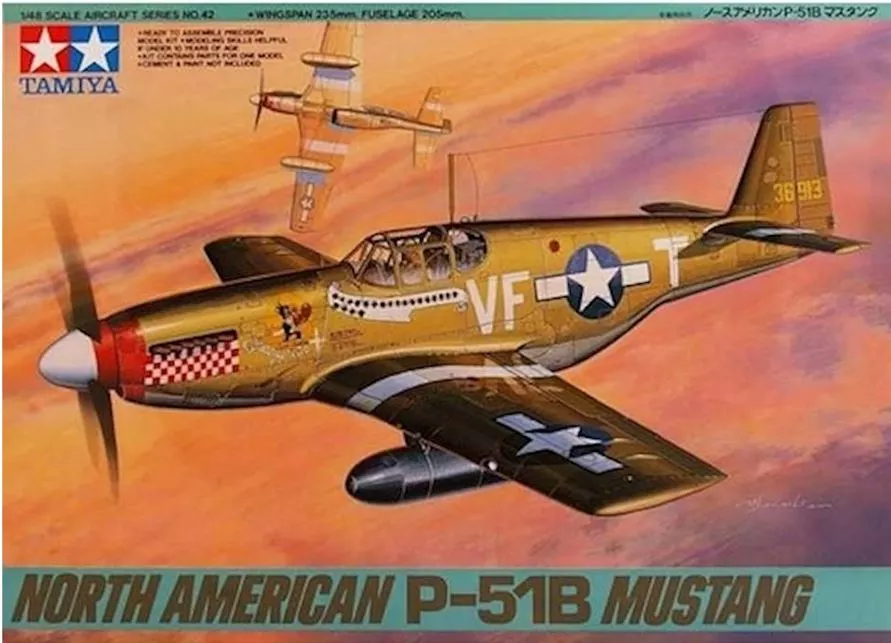 1/48 SCALE AIRCRAFT SERIES NO.42
•WINGSPAN 235mm, FUSELAGE 205mm.
ノースアメリカンP-51B マスタング
TAMIYA
•READY TO ASSEMBLE PRECISION
MODEL KIT •MODELING SKILLS HELPFUL
IF UNDER 10 YEARS OF AGE
•KIT CONTAINS PARTS FOR ONE MODEL
•CEMENT & PAINT NOT INCLUDED
36913
VF T
NORTH AMERICAN P-51B MUSTANG